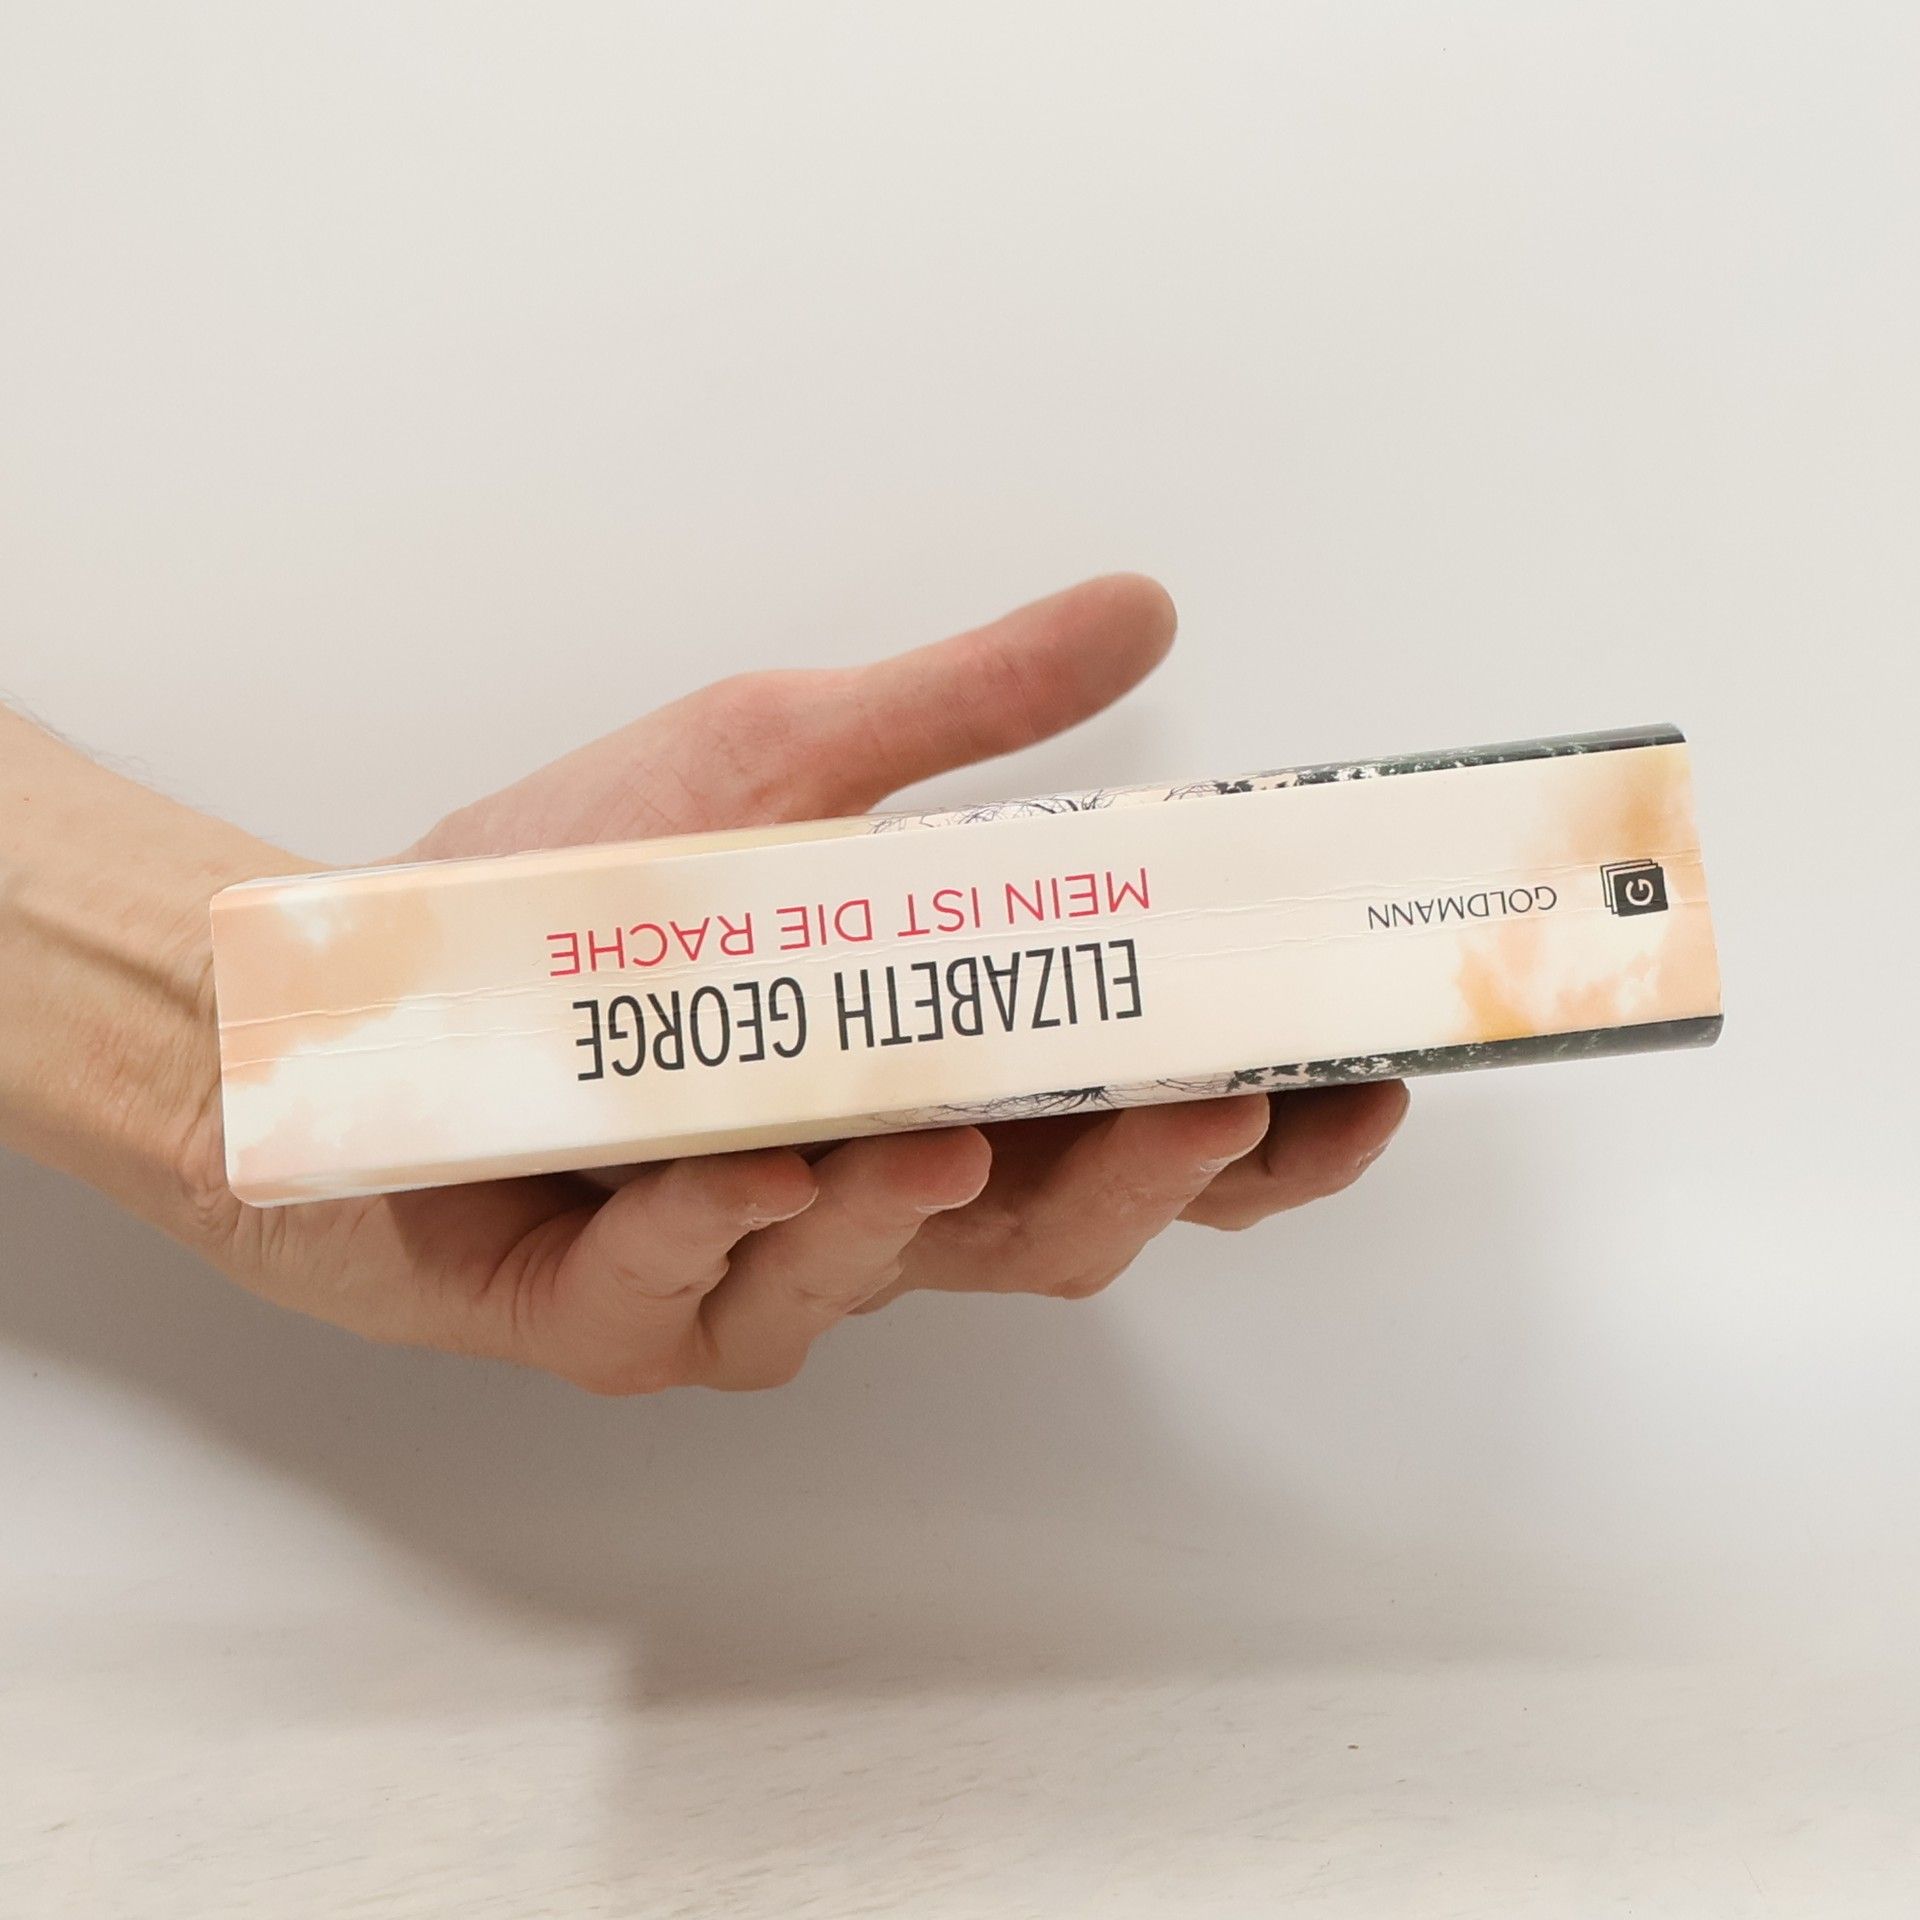 ELIZABETH GEORGE
MEIN IST DIE RACHE
GOLDMANN
G